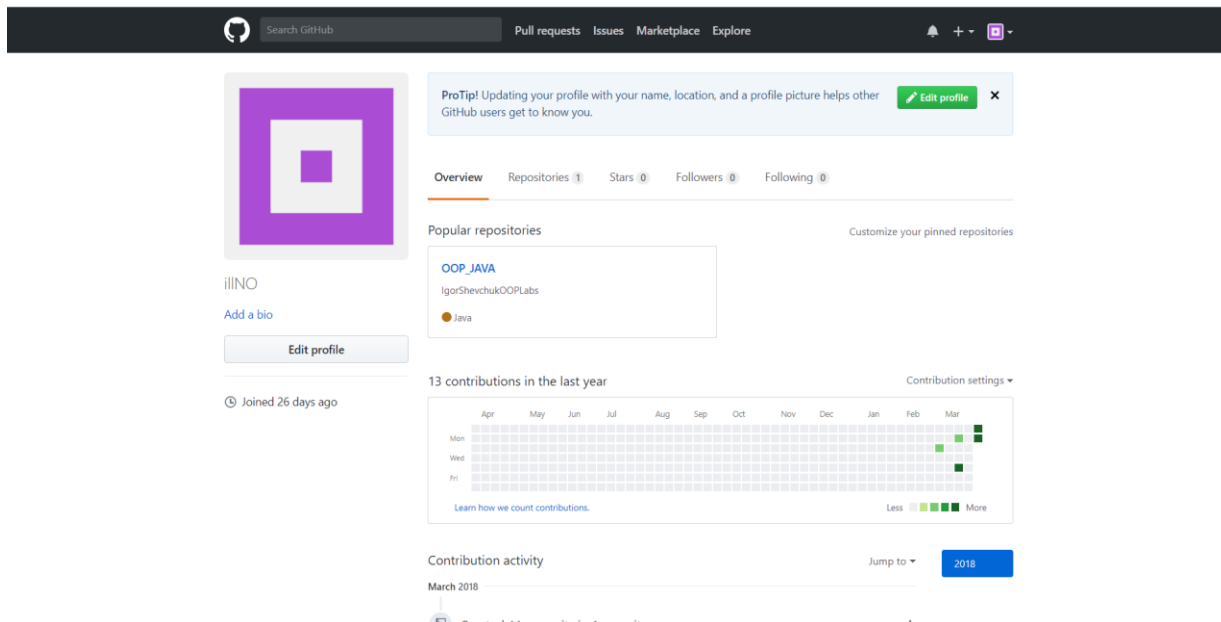 Search GitHub
Pull requests Issues Marketplace Explore
ProTip! Updating your profile with your name, location, and a profile picture helps other
GitHub users get to know you.
Edit profile
Overview Repositories 1 Stars 0 Followers 0 Following 0
Popular repositories
Customize your pinned repositories
OOP_JAVA
IgorShevchukOOPLabs
Java
illNO
Add a bio
Edit profile
Joined 26 days ago
13 contributions in the last year
Contribution settings
Apr May Jun Jul Aug Sep Oct Nov Dec Jan Feb Mar
Mon
Wed
Fri
Learn how we count contributions.
Less More
Contribution activity
Jump to
2018
March 2018